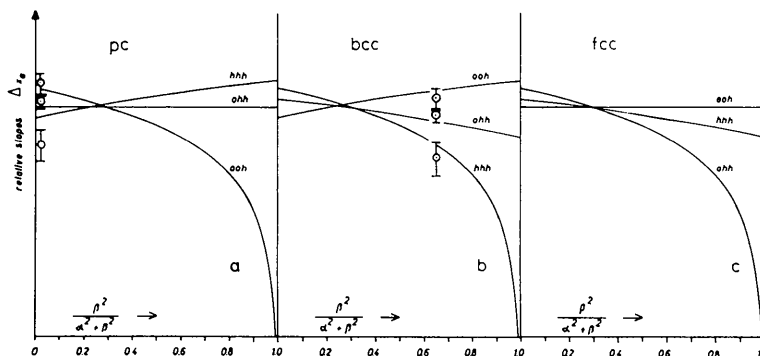 pc
bcc
fcc
relative slopes
hhh
ohh
ooh
ooh
ohh
hhh
ooh
hhh
ohh
a
b
c
β²
α² + β²
β²
α² + β²
β²
α² + β²
0 0.2 0.4 0.6 0.8 1.0 0.2 0.4 0.6 0.8 1.0 0.2 0.4 0.6 0.8 1.0